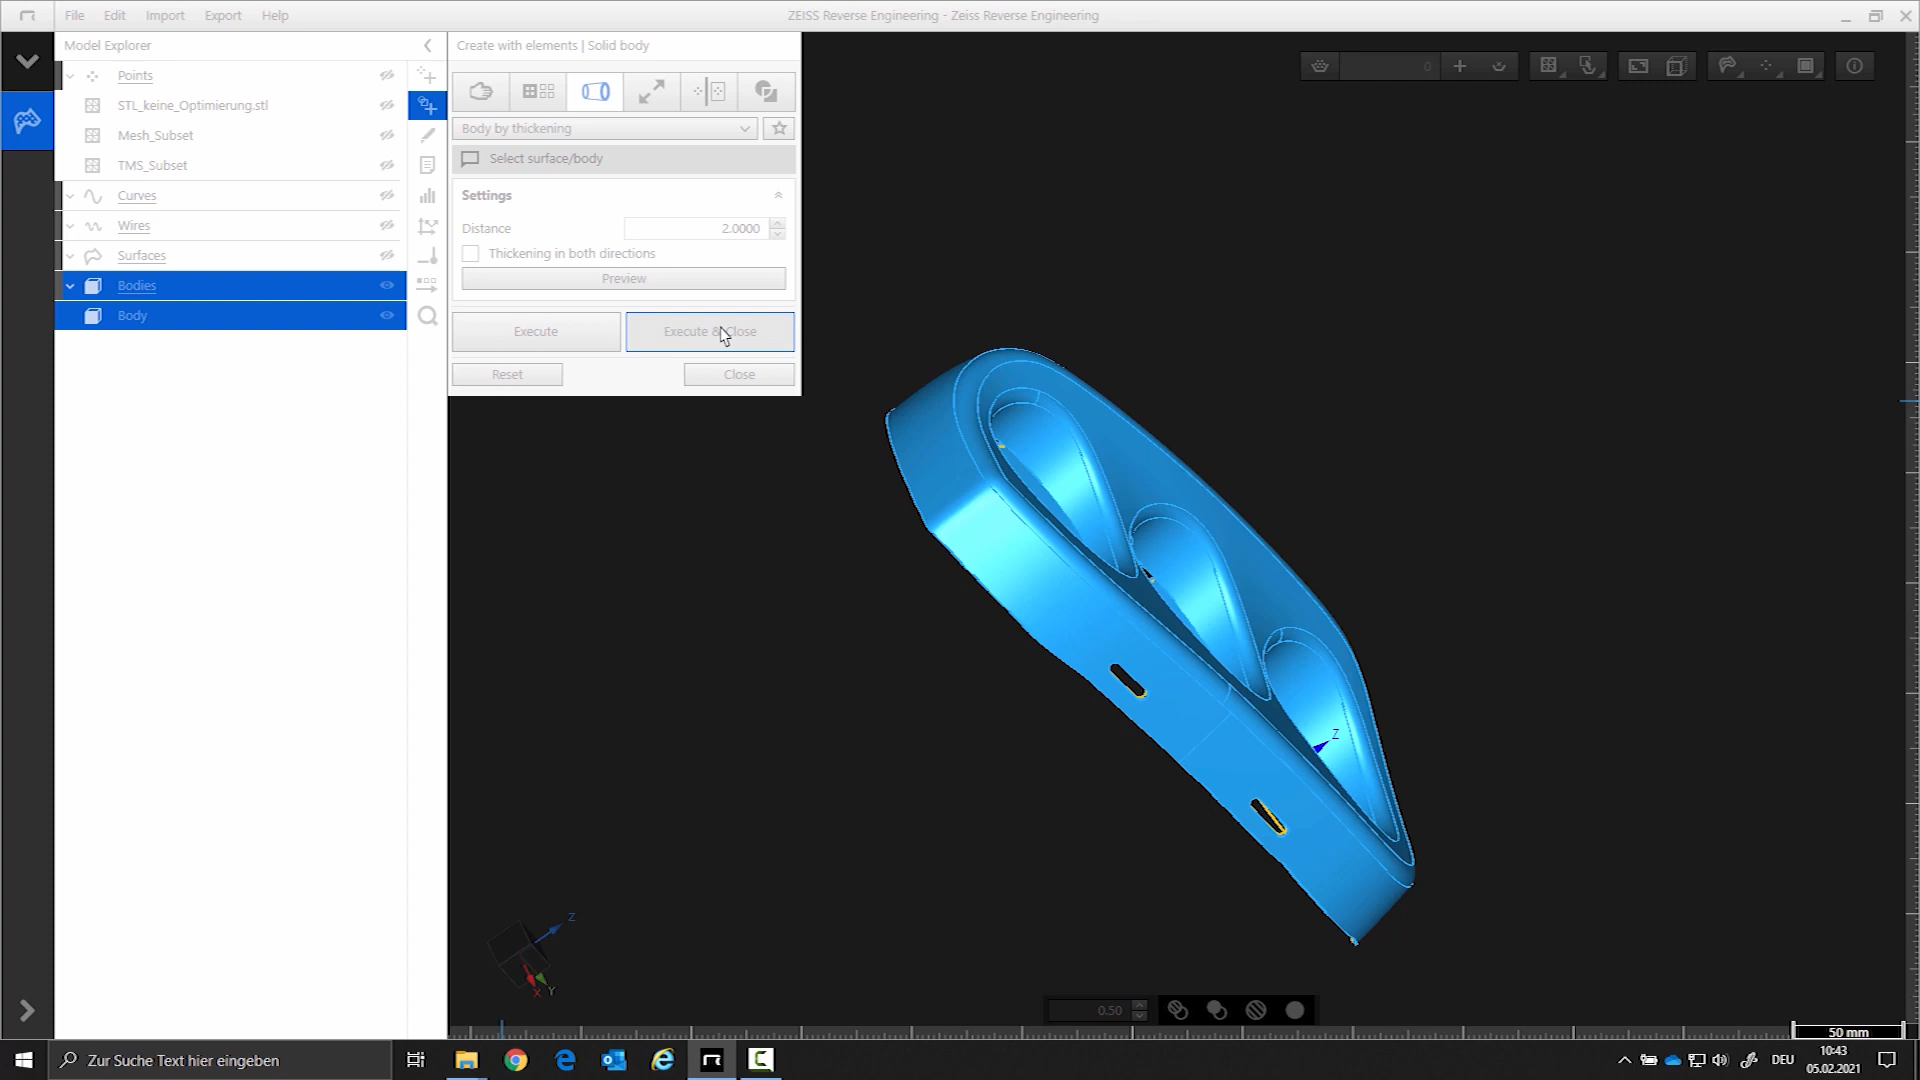 File Edit Import Export Help
ZEISS Reverse Engineering - Zeiss Reverse Engineering
Model Explorer
Points
STL_keine_Optimierung.stl
Mesh_Subset
TMS_Subset
Curves
Wires
Surfaces
Bodies
Body
Create with elements | Solid body
Body by thickening
Select surface/body
Settings
Distance 2.0000
Thickening in both directions
Preview
Execute Execute & Close
Reset Close
0
Z
Z
X
Y
0.50
50 mm
Zur Suche Text hier eingeben
DEU
10:43
05.02.2021